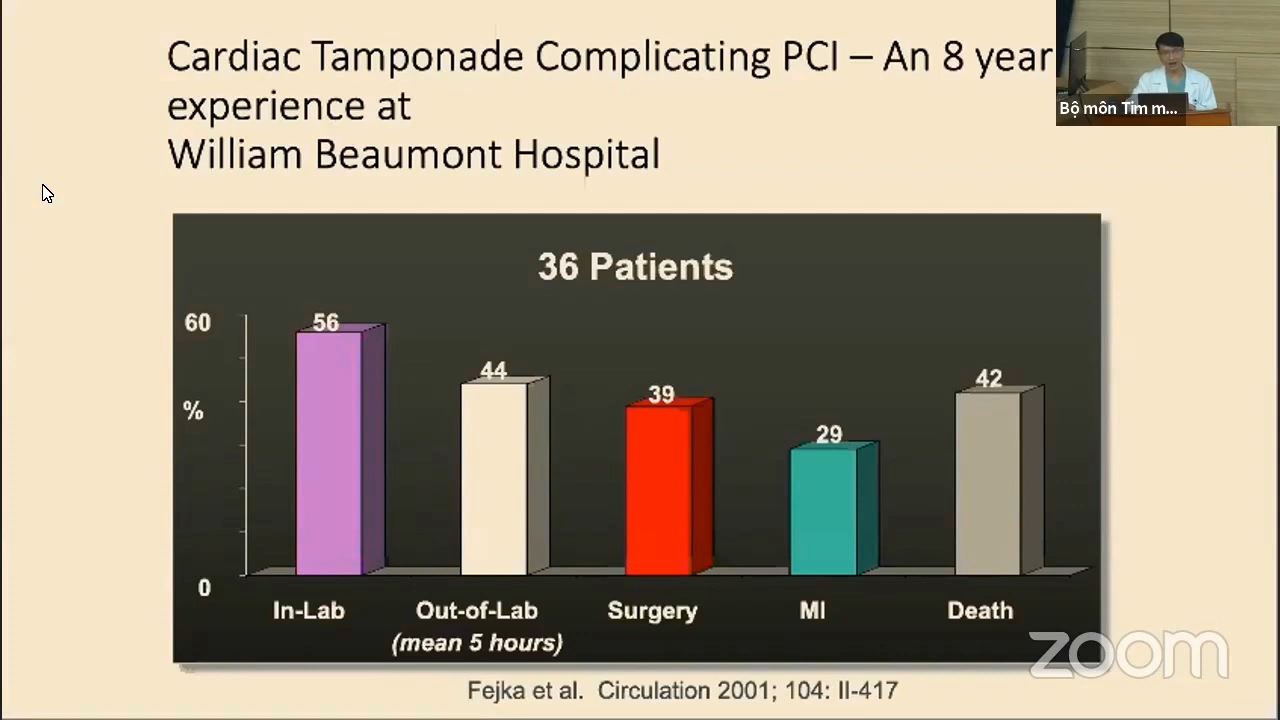 Cardiac Tamponade Complicating PCI – An 8 year
experience at
William Beaumont Hospital
Bộ môn Tim m...
36 Patients
60
%
0
56
44
39
29
42
In-Lab
Out-of-Lab
(mean 5 hours)
Surgery
MI
Death
zoom
Fejka et al. Circulation 2001; 104: II-417